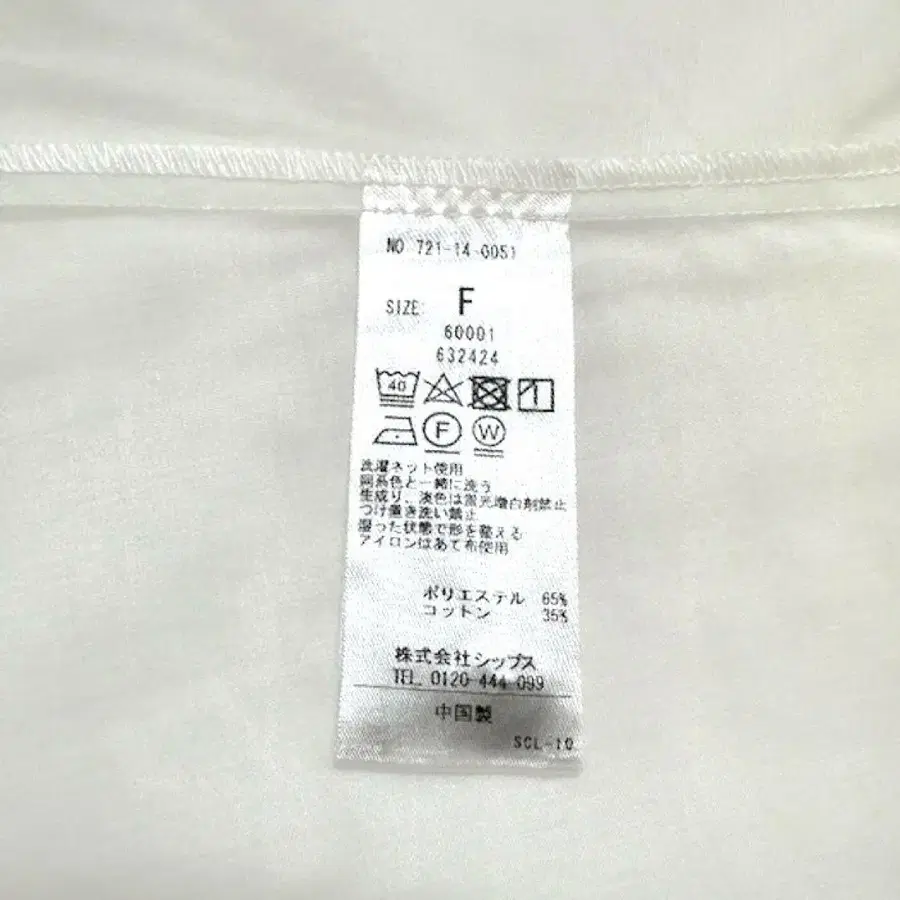 NO 721-14-0051
SIZE: F
60001
632424
40
F W
洗濯ネット使用
同系色と一緒に洗う
生成り、淡色は蛍光増白剤禁止
つけ置き洗い禁止
湿った状態で形を整える
アイロンはあて布使用
ポリエステル 65%
コットン 35%
株式会社シップス
TEL. 0120-444-099
中国製
SCL-10